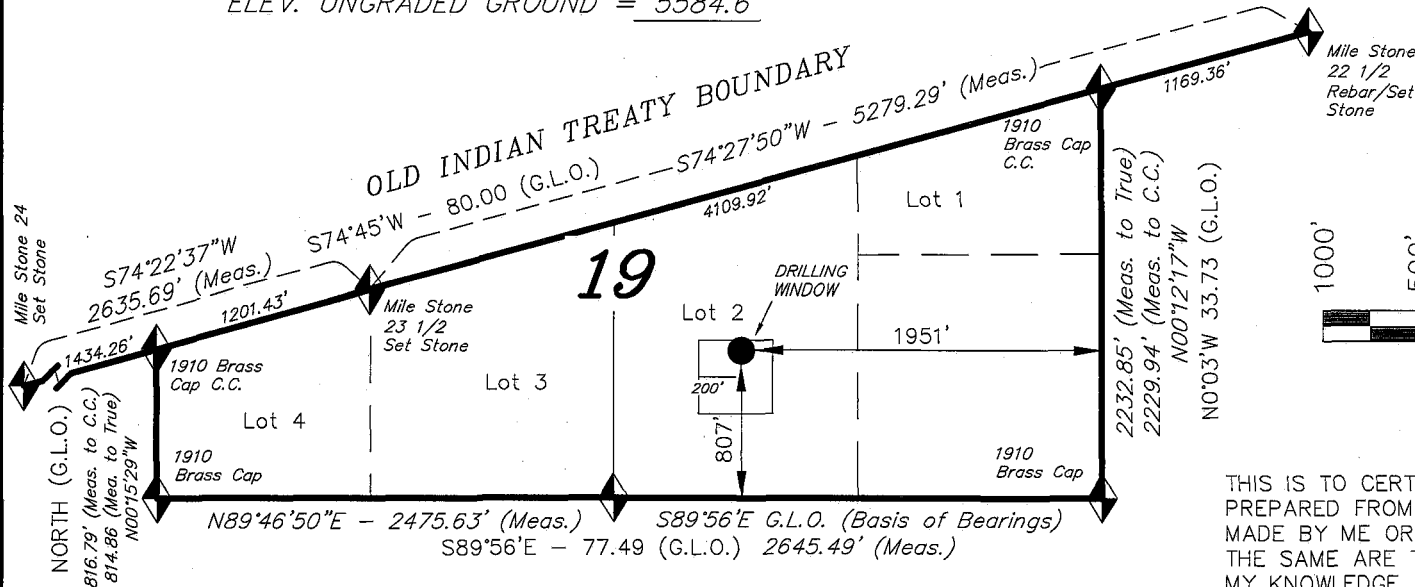 ELEV. UNGRADED GROUND = 5584.6'
OLD INDIAN TREATY BOUNDARY
Mile Stone
22 1/2
Rebar/Set
Stone
1169.36'
S74°27'50"W - 5279.29' (Meas.)
1910
Brass Cap
C.C.
S74°45'W - 80.00 (G.L.O.)
4109.92'
Mile Stone 24
Set Stone
S74°22'37"W
2635.69' (Meas.)
1201.43'
1434.26'
Mile Stone
23 1/2
Set Stone
1910 Brass
Cap C.C.
19
Lot 1
DRILLING
WINDOW
Lot 2
1951'
200'
807'
Lot 3
Lot 4
1910
Brass Cap
1910
Brass Cap
2232.85' (Meas. to True)
2229.94' (Meas. to C.C.)
N00°12'17"W
N0°03'W 33.73 (G.L.O.)
1000'
500'
NORTH (G.L.O.)
816.79' (Meas. to C.C.)
814.86 (Mea. to True)
N00°15'29"W
N89°46'50"E - 2475.63' (Meas.)
S89°56'E G.L.O. (Basis of Bearings)
S89°56'E - 77.49 (G.L.O.) 2645.49' (Meas.)
THIS IS TO CERT
PREPARED FROM
MADE BY ME OR
THE SAME ARE T
MY KNOWLEDGE